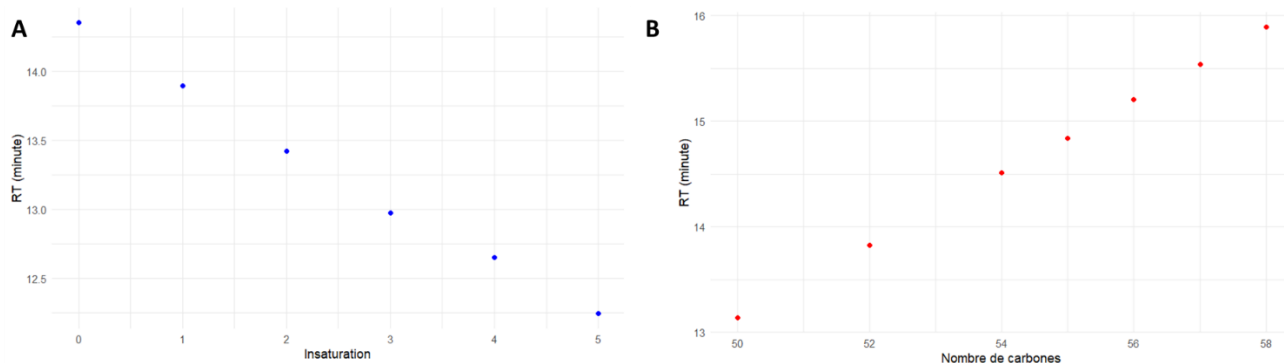 A
RT (minute)
14.0
13.5
13.0
12.5
0 1 2 3 4 5
Insaturation
B
RT (minute)
16
15
14
13
50 52 54 56 58
Nombre de carbones